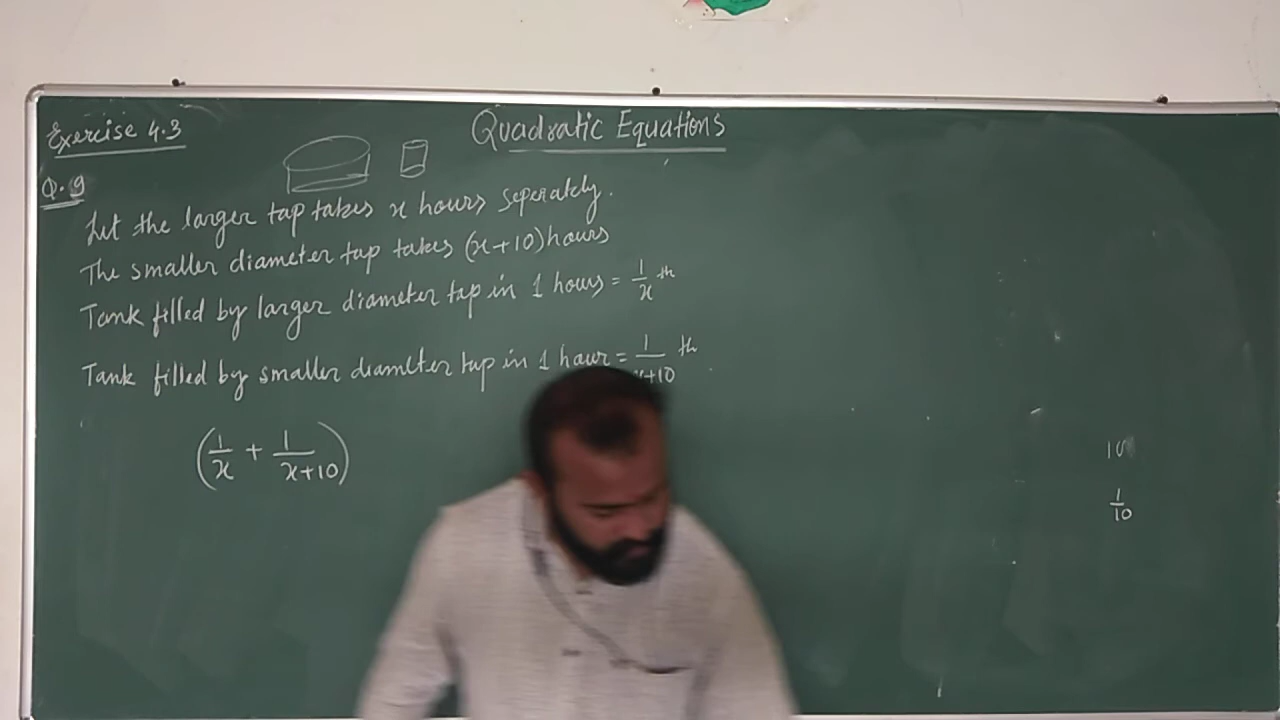 Exercise 4.3
Quadratic Equations
Q.9
Let the larger tap takes x hours seperately.
The smaller diameter tap takes (x+10) hours
Tank filled by larger diameter tap in 1 hours = 1/x th
Tank filled by smaller diameter tap in 1 hour = 1/x+10 th
(1/x + 1/x+10)
10
1/10